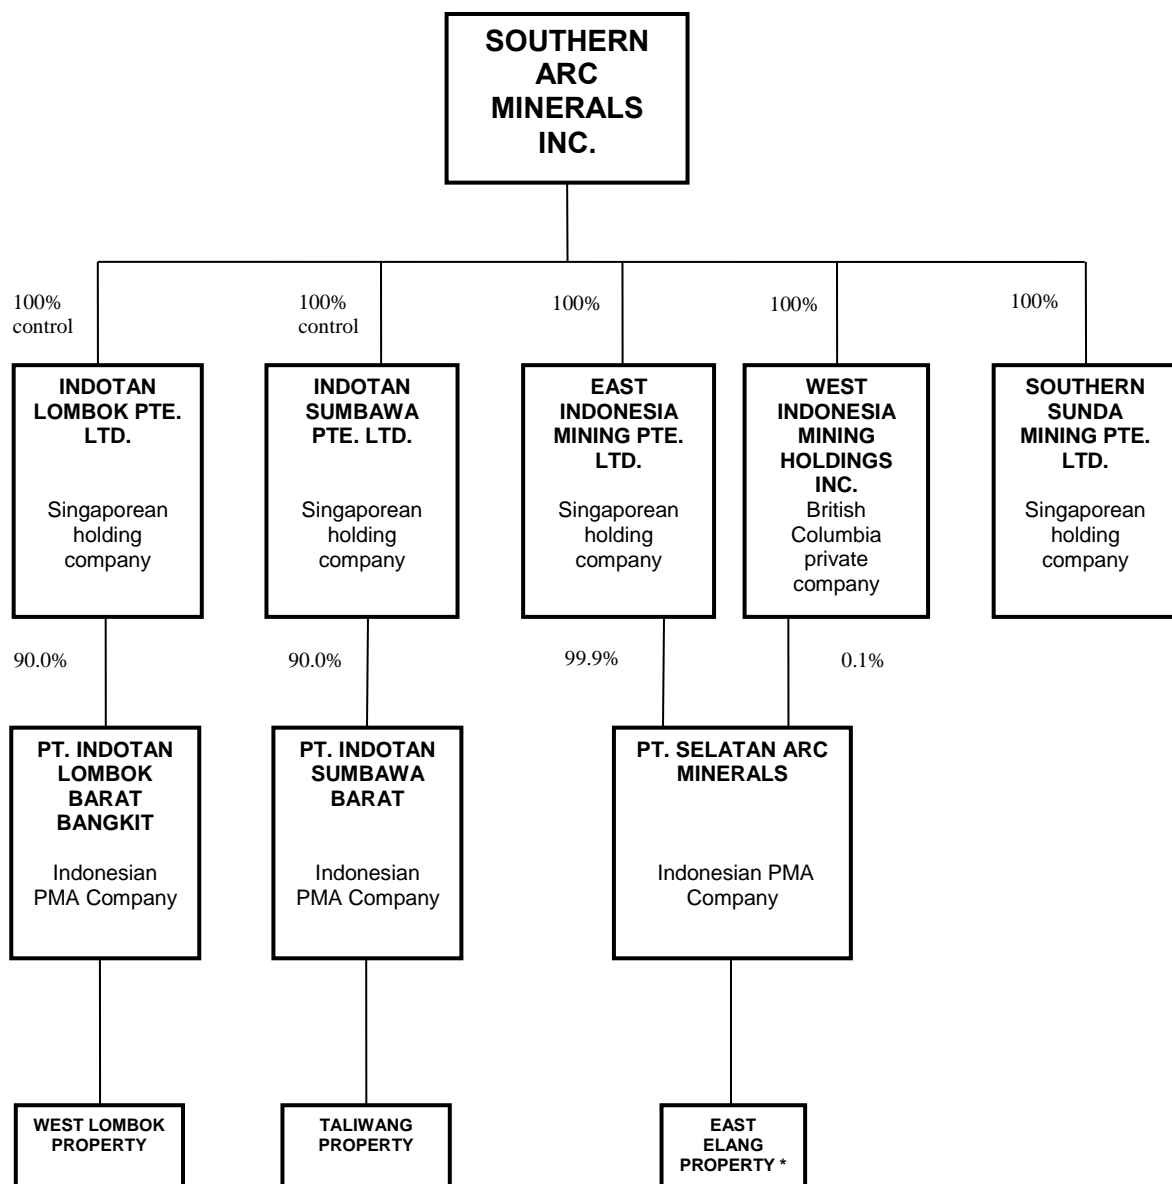 SOUTHERN
ARC
MINERALS
INC.
100%
control
100%
control
100%
100%
100%
INDOTAN
LOMBOK PTE.
LTD.
Singaporean
holding
company
INDOTAN
SUMBAWA
PTE. LTD.
Singaporean
holding
company
EAST
INDONESIA
MINING PTE.
LTD.
Singaporean
holding
company
WEST
INDONESIA
MINING
HOLDINGS
INC.
British
Columbia
private
company
SOUTHERN
SUNDA
MINING PTE.
LTD.
Singaporean
holding
company
90.0%
90.0%
99.9%
0.1%
PT. INDOTAN
LOMBOK
BARAT
BANGKIT
Indonesian
PMA Company
PT. INDOTAN
SUMBAWA
BARAT
Indonesian
PMA Company
PT. SELATAN ARC
MINERALS
Indonesian PMA
Company
WEST LOMBOK
PROPERTY
TALIWANG
PROPERTY
EAST
ELANG
PROPERTY *